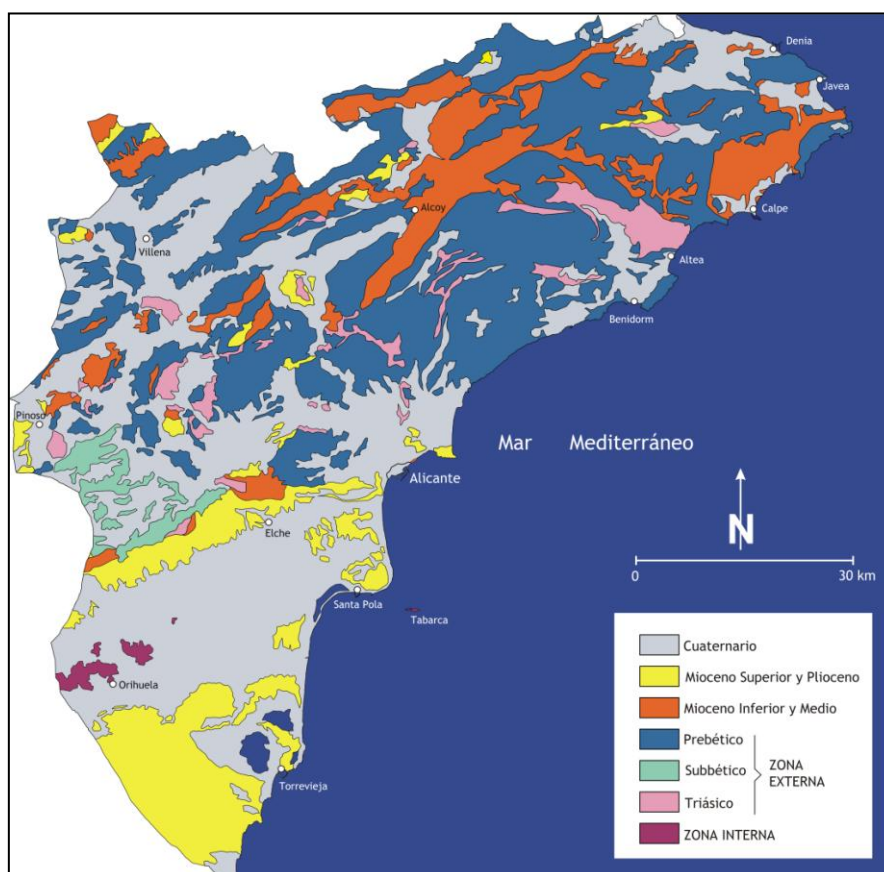 Denia
Javea
Alcoy
Calpe
Villena
Altea
Benidorm
Pinoso
Mar Mediterráneo
Alicante
N
Elche
0 30 km
Santa Pola
Tabarca
Orihuela
Torrevieja
Cuaternario
Mioceno Superior y Plioceno
Mioceno Inferior y Medio
Prebético
Subbético
Triásico
ZONA
EXTERNA
ZONA INTERNA